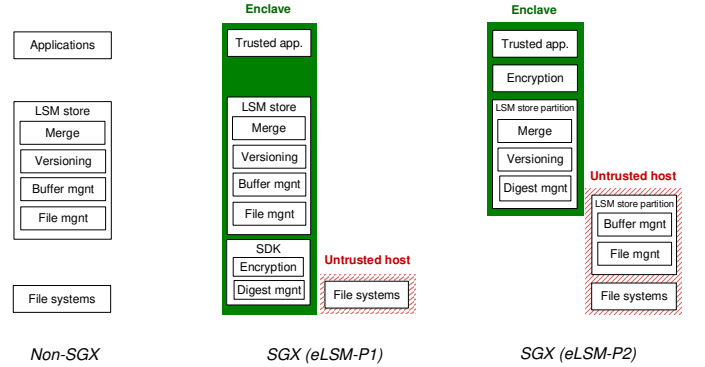 Enclave
Enclave
Applications
Trusted app.
Trusted app.
Encryption
LSM store
Merge
Versioning
Buffer mgnt
File mgnt
LSM store
Merge
Versioning
Buffer mgnt
File mgnt
SDK
Encryption
Digest mgnt
LSM store partition
Merge
Versioning
Digest mgnt
Untrusted host
LSM store partition
Buffer mgnt
File mgnt
File systems
Untrusted host
File systems
File systems
Non-SGX
SGX (eLSM-P1)
SGX (eLSM-P2)